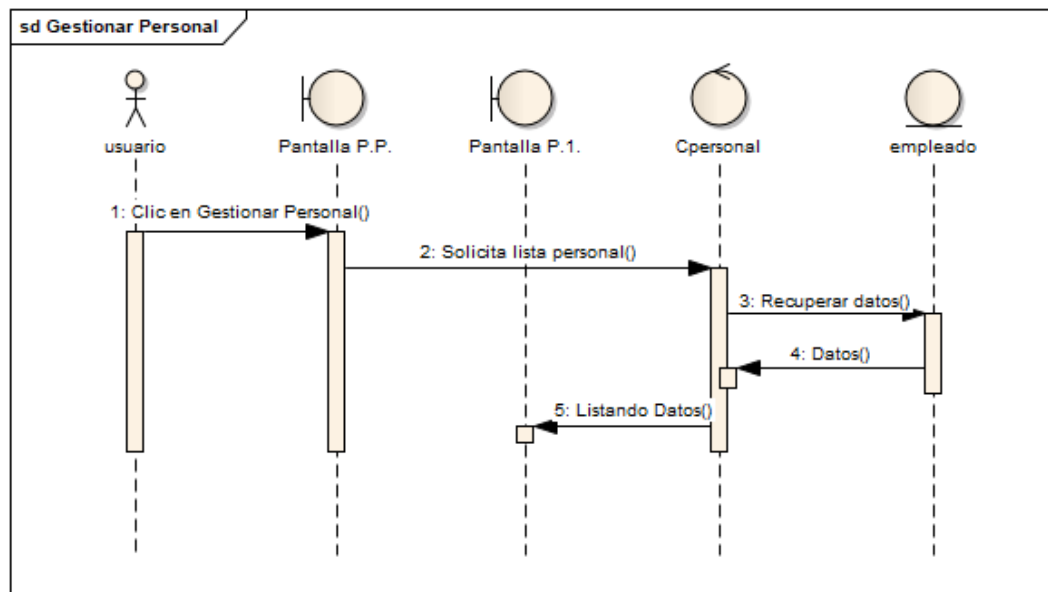 sd Gestionar Personal
usuario
Pantalla P.P.
Pantalla P.1.
Cpersonal
empleado
1: Clic en Gestionar Personal()
2: Solicita lista personal()
3: Recuperar datos()
4: Datos()
5: Listando Datos()